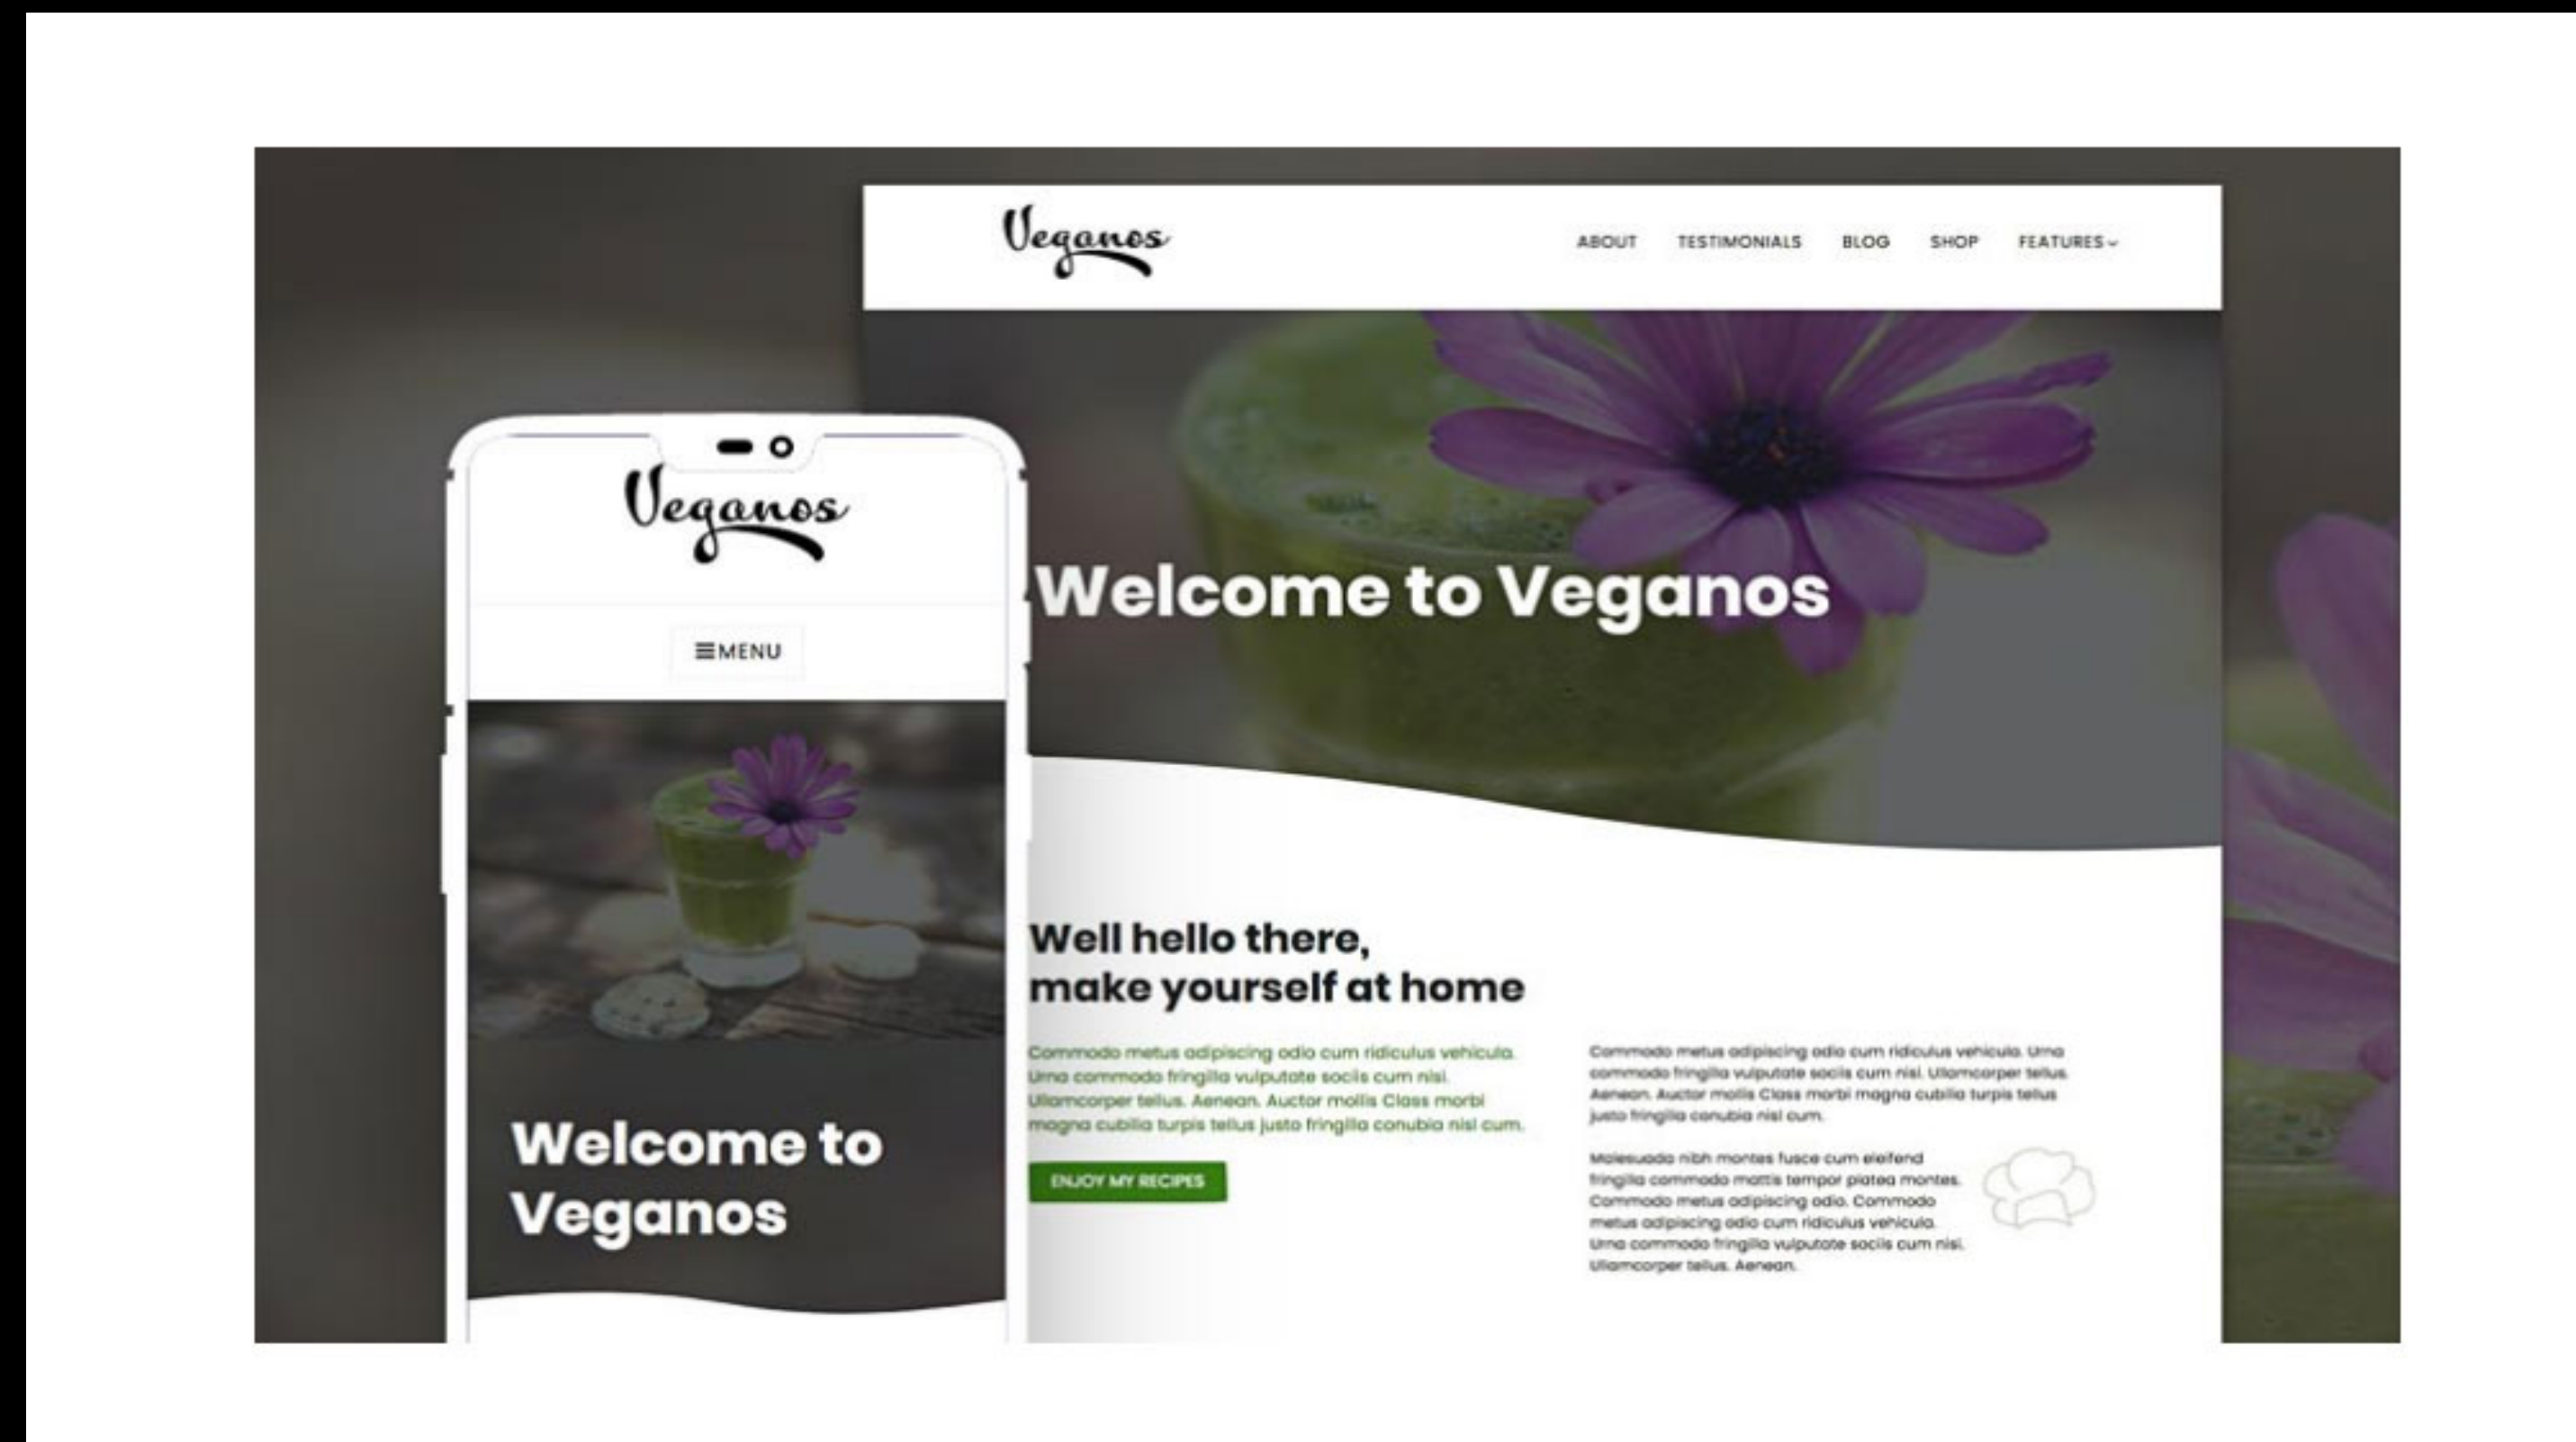 Veganos
ABOUT TESTIMONIALS BLOG SHOP FEATURES
Welcome to Veganos
Well hello there,
make yourself at home
Commodo metus adipiscing odio cum ridiculus vehicula.
Urna commodo fringilla vulputate sociis cum nisl.
Ullamcorper tellus. Aenean. Auctor mollis Class morbi
magna cubilia turpis tellus justo fringilla conubia nisl cum.
ENJOY MY RECIPES
Commodo metus adipiscing odio cum ridiculus vehicula. Urna
commodo fringilla vulputate sociis cum nisl. Ullamcorper tellus.
Aenean. Auctor mollis Class morbi magna cubilia turpis tellus
justo fringilla conubia nisl cum.
Malesuada nibh montes fusce cum eleifend
fringilla commodo mattis tempor platea montes.
Commodo metus adipiscing odio. Commodo
metus adipiscing odio cum ridiculus vehicula.
Urna commodo fringilla vulputate sociis cum nisl.
Ullamcorper tellus. Aenean.
Veganos
MENU
Welcome to
Veganos